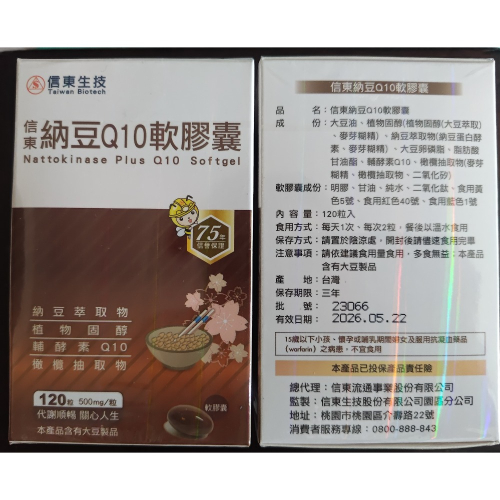 信東生技
Taiwan Biotech
信東 納豆Q10軟膠囊
Nattokinase Plus Q10 Softgel
75年
信譽保證
納豆萃取物
植物固醇
輔酵素Q10
橄欖抽取物
120粒 500mg/粒
代謝順暢 關心人生
本產品含有大豆製品
軟膠囊
信東納豆Q10軟膠囊
品名:信東納豆Q10軟膠囊
成份:大豆油、植物固醇(植物固醇(大豆萃取)
、麥芽糊精)、納豆萃取物(納豆蛋白酵
素、麥芽糊精)、大豆卵磷脂、脂肪酸
甘油酯、輔酵素Q10、橄欖抽取物(麥芽
糊精、橄欖萃取物、二氧化矽)
軟膠囊成份:明膠、甘油、純水、二氧化鈦、食用黃
色5號、食用紅色40號、食用藍色1號
內容量:120粒入
食用方式:每天1次、每次2粒,餐後以溫水食用
保存方式:請置於陰涼處,開封後請儘速食用完畢
注意事項:請依建議食用量食用,多食無益;本產品
含有大豆製品
產地:台灣
保存期限:三年
批號:23066
有效日期:2026.05.22
15歲以下小孩、懷孕或哺乳期間婦女及服用抗凝血藥品
(warfarin)之病患,不宜食用
本產品已投保產品責任險
總代理:信東流通事業股份有限公司
監製:信東生技股份有限公司園區分公司
地址:桃園市桃園區介壽路22號
消費者服務專線:0800-888-843